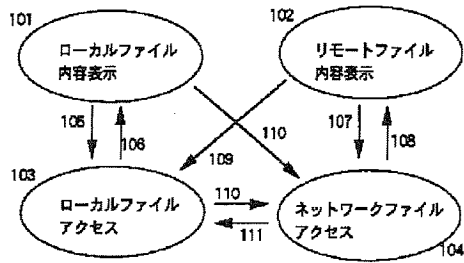 101
ローカルファイル
内容表示
102
リモートファイル
内容表示
105
106
110
109
107
108
103
ローカルファイル
アクセス
110
111
ネットワークファイル
アクセス
104